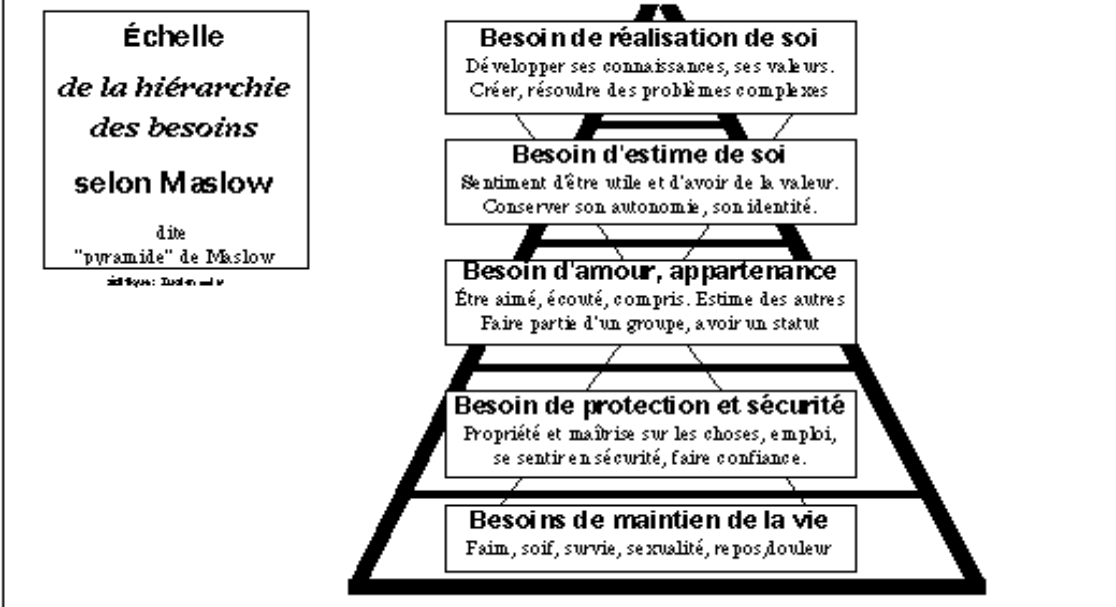 Échelle
de la hiérarchie
des besoins
selon Maslow
dite
"pyramide" de Maslow
Besoin de réalisation de soi
Développer ses connaissances, ses valeurs.
Créer, résoudre des problèmes complexes
Besoin d'estime de soi
Sentiment d'être utile et d'avoir de la valeur.
Conserver son autonomie, son identité.
Besoin d'amour, appartenance
Être aimé, écouté, compris. Estime des autres
Faire partie d'un groupe, avoir un statut
Besoin de protection et sécurité
Propriété et maîtrise sur les choses, emploi,
se sentir en sécurité, faire confiance.
Besoins de maintien de la vie
Faim, soif, survie, sexualité, repos,douleur